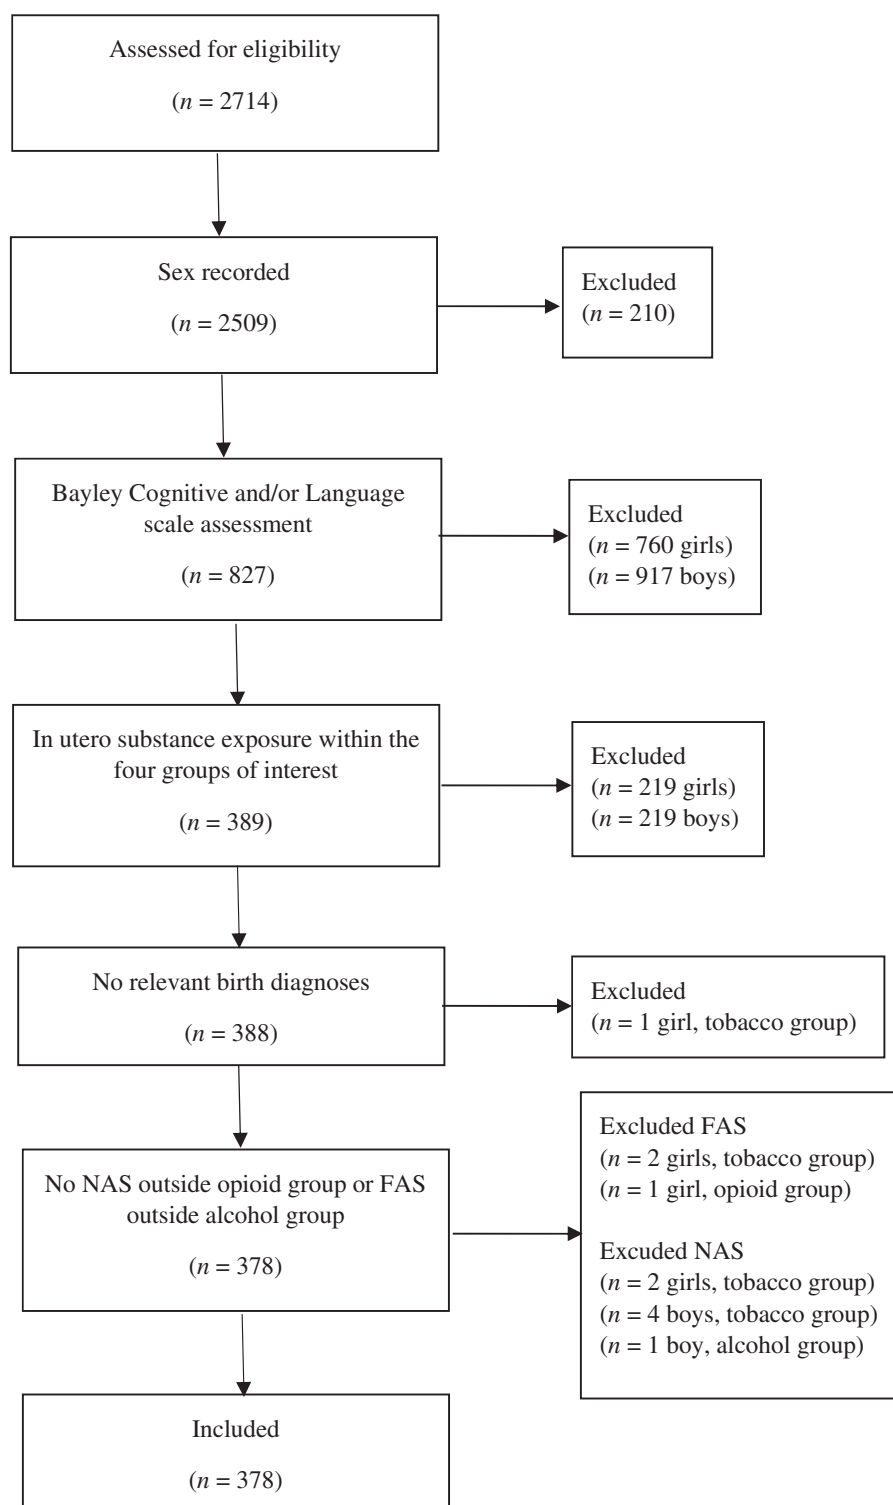 Assessed for eligibility
(n = 2714)
Sex recorded
(n = 2509)
Excluded
(n = 210)
Bayley Cognitive and/or Language
scale assessment
(n = 827)
Excluded
(n = 760 girls)
(n = 917 boys)
In utero substance exposure within the
four groups of interest
(n = 389)
Excluded
(n = 219 girls)
(n = 219 boys)
No relevant birth diagnoses
(n = 388)
Excluded
(n = 1 girl, tobacco group)
No NAS outside opioid group or FAS
outside alcohol group
(n = 378)
Excluded FAS
(n = 2 girls, tobacco group)
(n = 1 girl, opioid group)
Excuded NAS
(n = 2 girls, tobacco group)
(n = 4 boys, tobacco group)
(n = 1 boy, alcohol group)
Included
(n = 378)